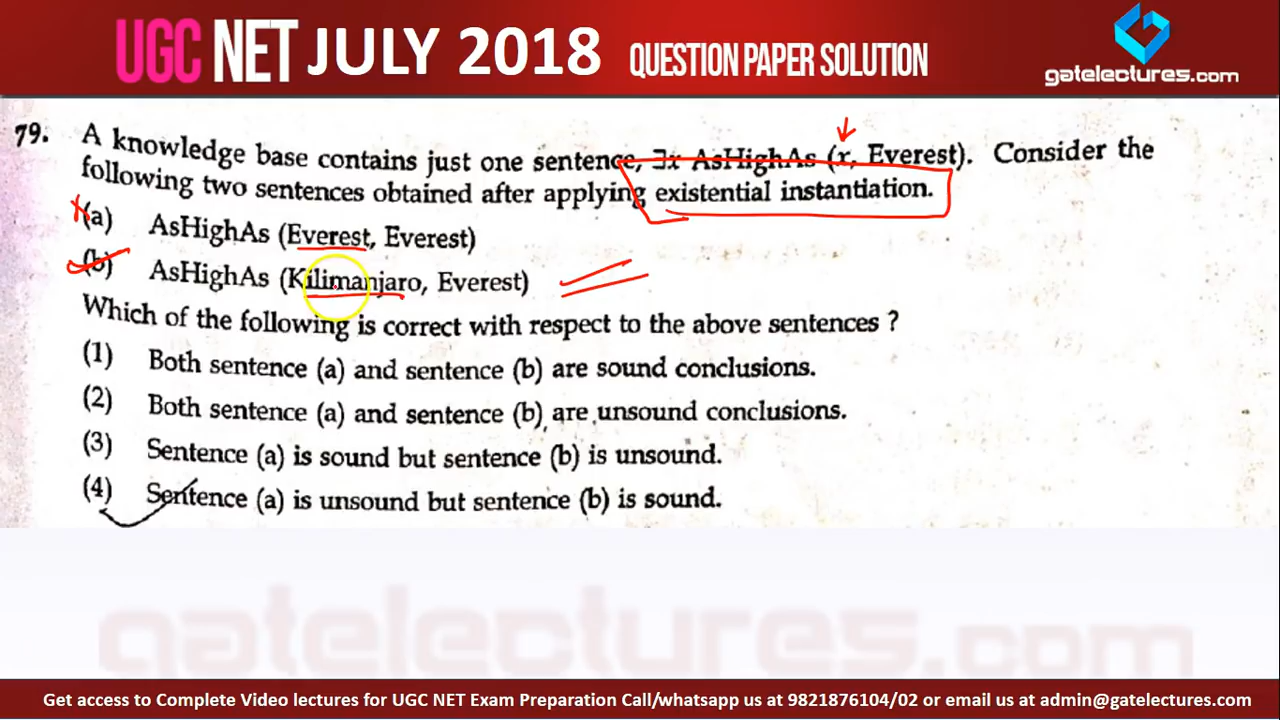 UGC NET JULY 2018 QUESTION PAPER SOLUTION
gatelectures.com
79. A knowledge base contains just one sentence, ∃x AsHighAs (x, Everest). Consider the
following two sentences obtained after applying existential instantiation.
(a) AsHighAs (Everest, Everest)
(b) AsHighAs (Kilimanjaro, Everest)
Which of the following is correct with respect to the above sentences ?
(1) Both sentence (a) and sentence (b) are sound conclusions.
(2) Both sentence (a) and sentence (b) are unsound conclusions.
(3) Sentence (a) is sound but sentence (b) is unsound.
(4) Sentence (a) is unsound but sentence (b) is sound.
gatelectures.com
Get access to Complete Video lectures for UGC NET Exam Preparation Call/whatsapp us at 9821876104/02 or email us at admin@gatelectures.com